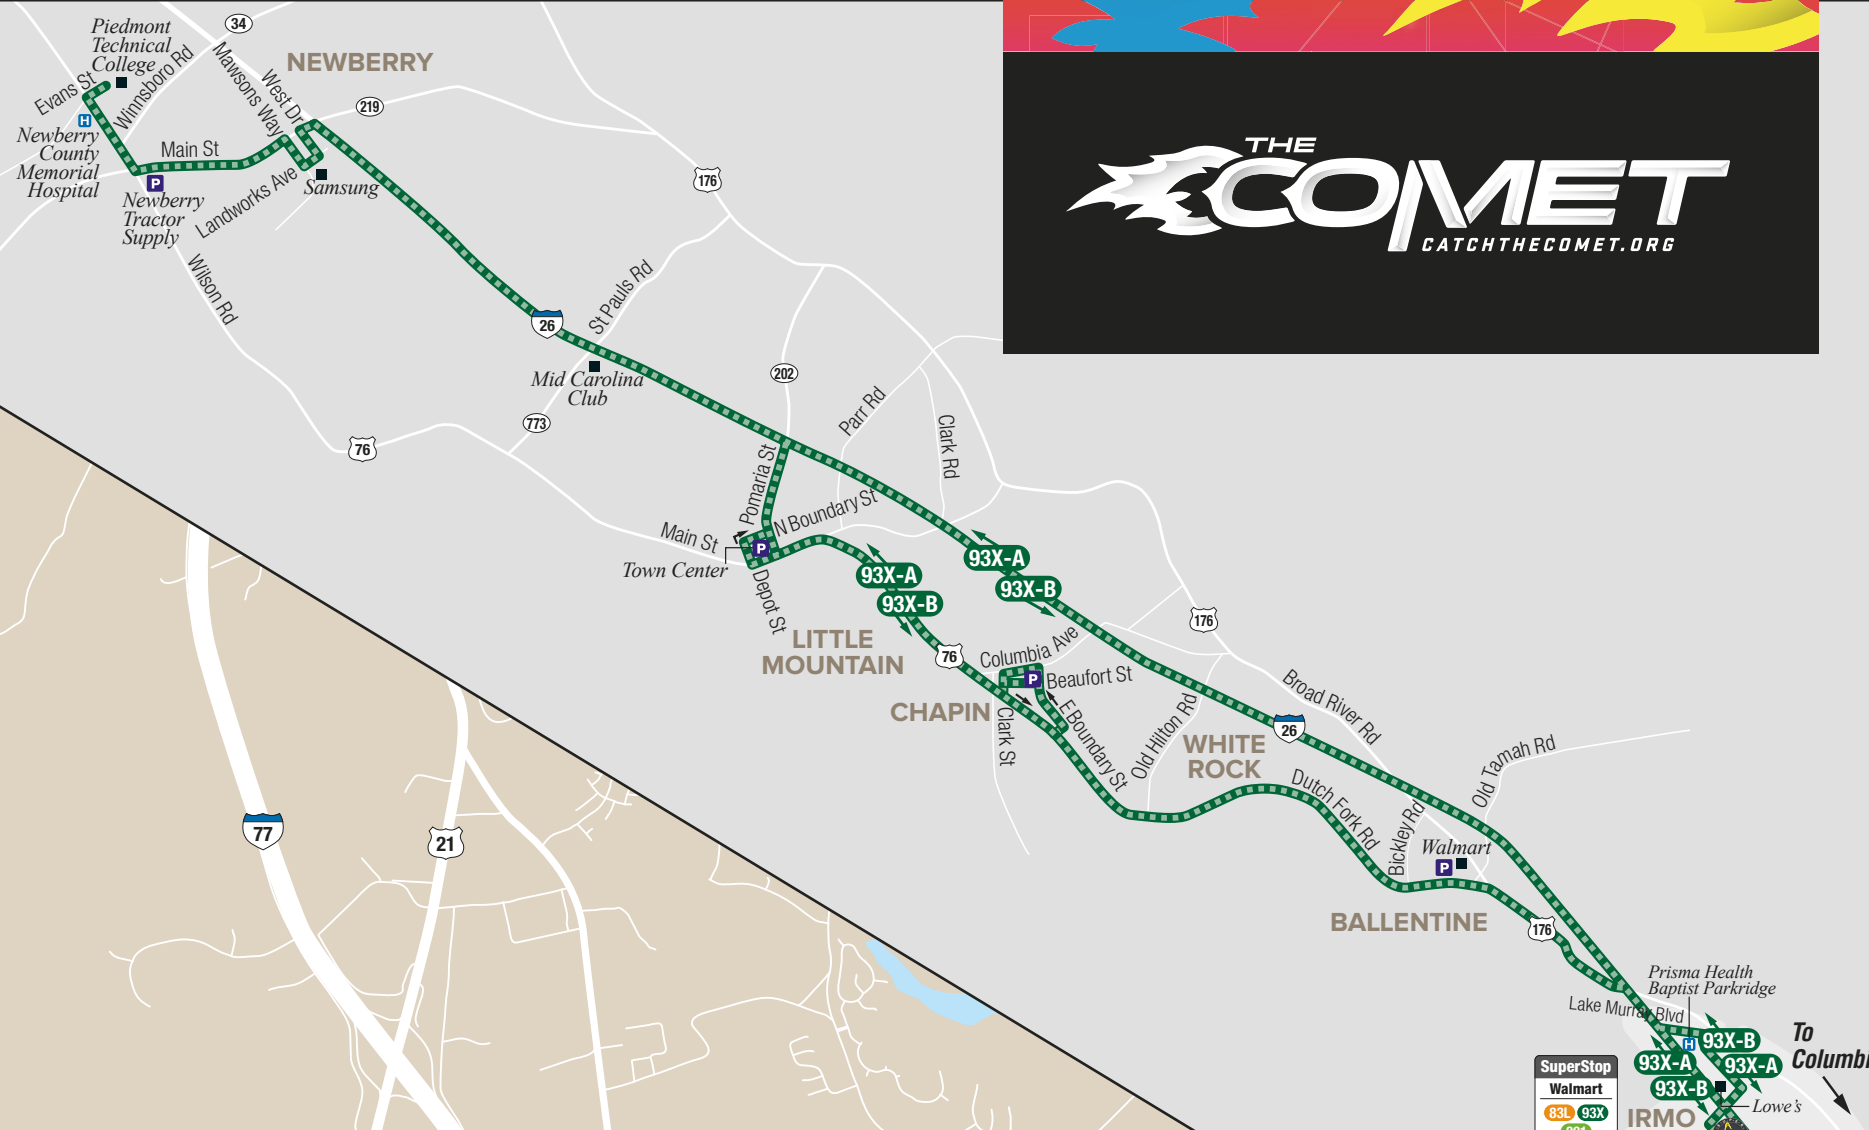 Piedmont
Technical
College
34
NEWBERRY
Evans St
Winnsboro Rd
Mawsons Way
West Dr
219
H
Newberry
County
Memorial
Hospital
Main St
P
Newberry
Tractor
Supply
Landworks Ave
Samsung
Wilson Rd
176
THE
COMET
CATCHTHECOMET.ORG
26
St Pauls Rd
Mid Carolina
Club
773
76
202
Parr Rd
Clark Rd
Pomaria St
N Boundary St
Main St
P
Town Center
Depot St
93X-A
93X-B
93X-A
93X-B
LITTLE
MOUNTAIN
76
Columbia Ave
P
Beaufort St
CHAPIN
Clark St
E Boundary St
176
Old Hilton Rd
WHITE
ROCK
26
Broad River Rd
Dutch Fork Rd
Old Tamah Rd
Bickley Rd
Walmart
P
BALLENTINE
176
77
21
Prisma Health
Baptist Parkridge
Lake Murray Blvd
H
93X-B
93X-A
93X-A
93X-B
To
Columbi
SuperStop
Walmart
83L
93X
Lowe's
IRMO